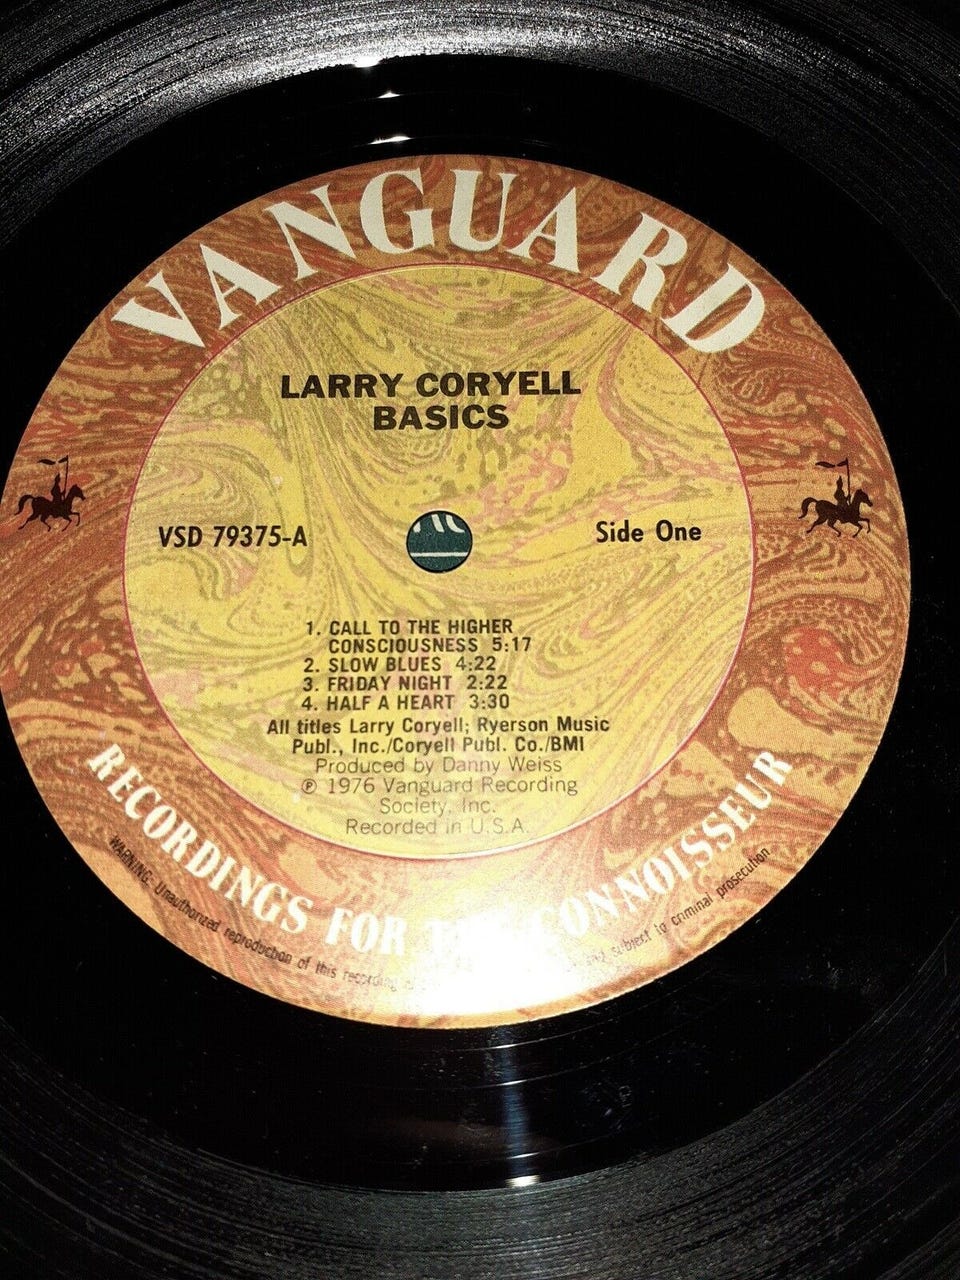 VANGUARD
LARRY CORYELL
BASICS
VSD 79375-A
Side One
1. CALL TO THE HIGHER
CONSCIOUSNESS 5:17
2. SLOW BLUES 4:22
3. FRIDAY NIGHT 2:22
4. HALF A HEART 3:30
All titles Larry Coryell; Ryerson Music
Publ., Inc./Coryell Publ. Co./BMI
Produced by Danny Weiss
℗ 1976 Vanguard Recording
Society, Inc.
Recorded in U.S.A.
RECORDINGS FOR THE CONNOISSEUR
WARNING: Unauthorized reproduction of this recording and subject to criminal prosecution